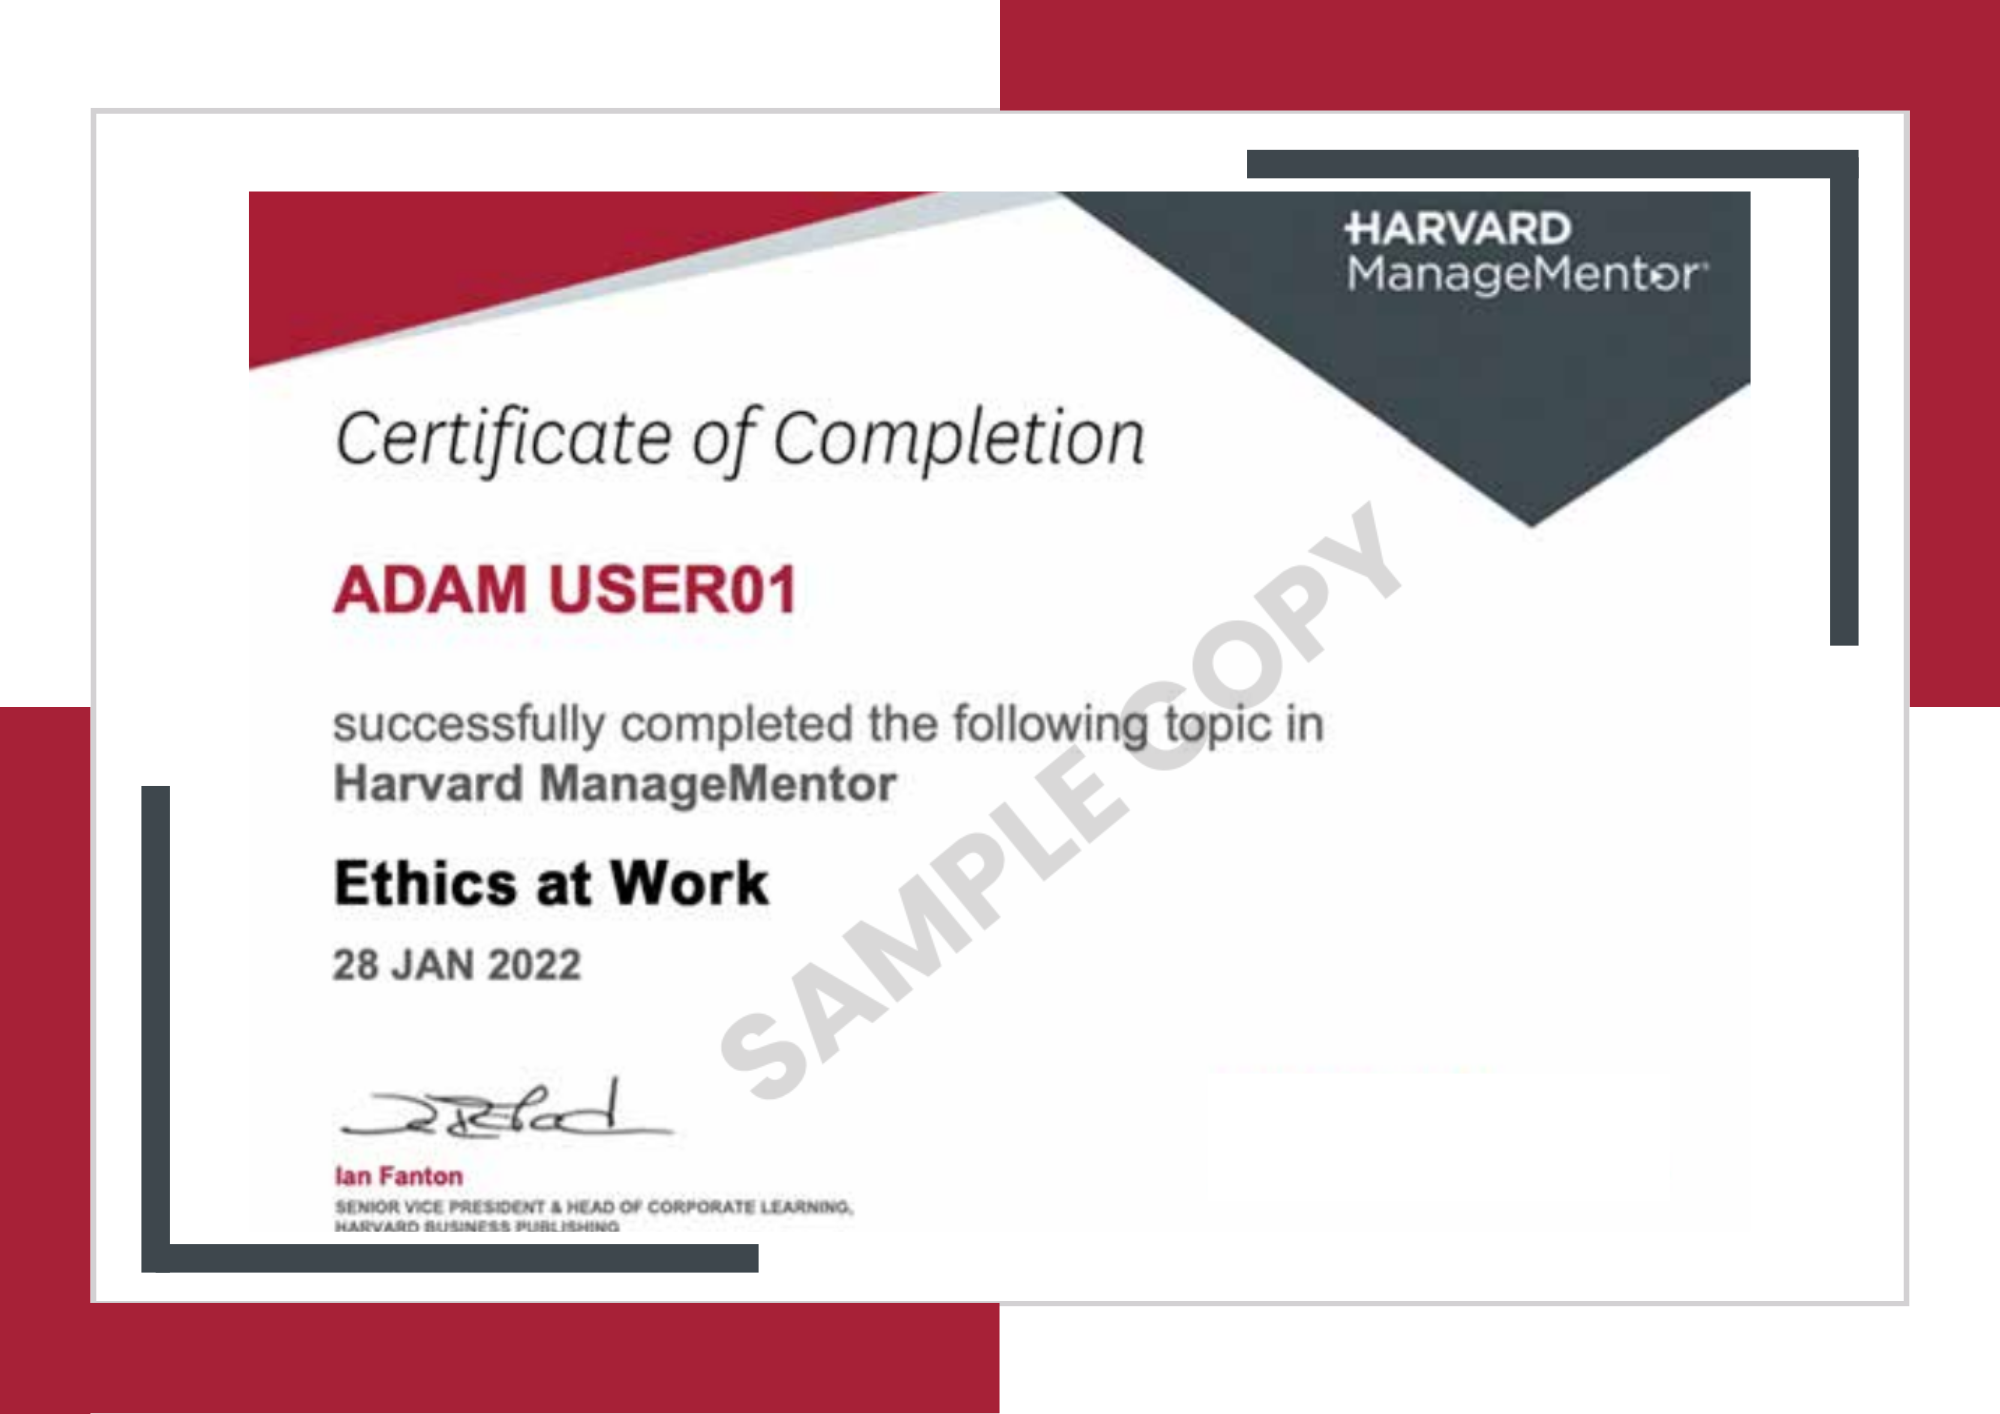 HARVARD
ManageMentor
Certificate of Completion
ADAM USER01
successfully completed the following topic in
Harvard ManageMentor
Ethics at Work
28 JAN 2022
SAMPLE COPY
Ian Fanton
SENIOR VICE PRESIDENT & HEAD OF CORPORATE LEARNING,
HARVARD BUSINESS PUBLISHING